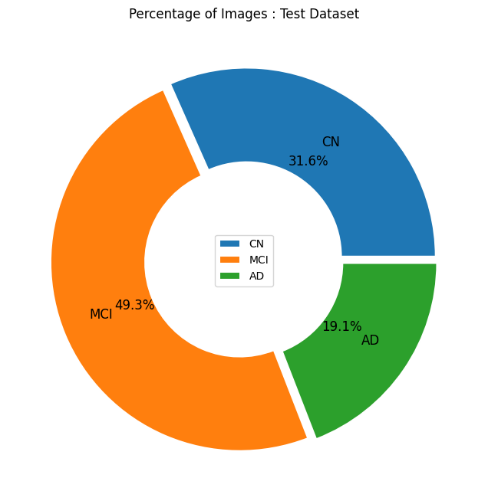 Percentage of Images : Test Dataset
CN
31.6%
CN
MCI
AD
49.3%
MCI
19.1%
AD